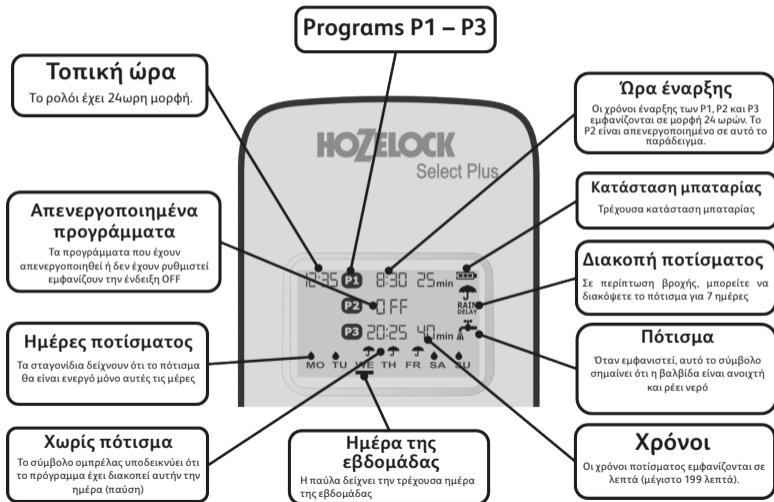 Programs P1 – P3
Τοπική ώρα
Το ρολόι έχει 24ωρη μορφή.
Ώρα έναρξης
Οι χρόνοι έναρξης των P1, P2 και P3
εμφανίζονται σε μορφή 24 ωρών. Το
P2 είναι απενεργοποιημένο σε αυτό το
παράδειγμα.
HOZELOCK
Select Plus
Κατάσταση μπαταρίας
Τρέχουσα κατάσταση μπαταρίας
Απενεργοποιημένα
προγράμματα
Τα προγράμματα που έχουν
απενεργοποιηθεί ή δεν έχουν ρυθμιστεί
εμφανίζουν την ένδειξη OFF
Διακοπή ποτίσματος
Σε περίπτωση βροχής, μπορείτε να
διακόψετε το πότισμα για 7 ημέρες
12:35 P1 8:30 25min
P2 OFF
RAIN
DELAY
P3 20:25 40min
MO TU WE TH FR SA SU
Ημέρες ποτίσματος
Τα σταγονίδια δείχνουν ότι το πότισμα
θα είναι ενεργό μόνο αυτές τις μέρες
Πότισμα
Όταν εμφανιστεί, αυτό το σύμβολο
σημαίνει ότι η βαλβίδα είναι ανοιχτή
και ρέει νερό
Χωρίς πότισμα
Το σύμβολο ομπρέλας υποδεικνύει ότι
το πρόγραμμα έχει διακοπεί αυτήν την
ημέρα (παύση)
Ημέρα της
εβδομάδας
Η παύλα δείχνει την τρέχουσα ημέρα
της εβδομάδας
Χρόνοι
Οι χρόνοι ποτίσματος εμφανίζονται σε
λεπτά (μέγιστο 199 λεπτά).